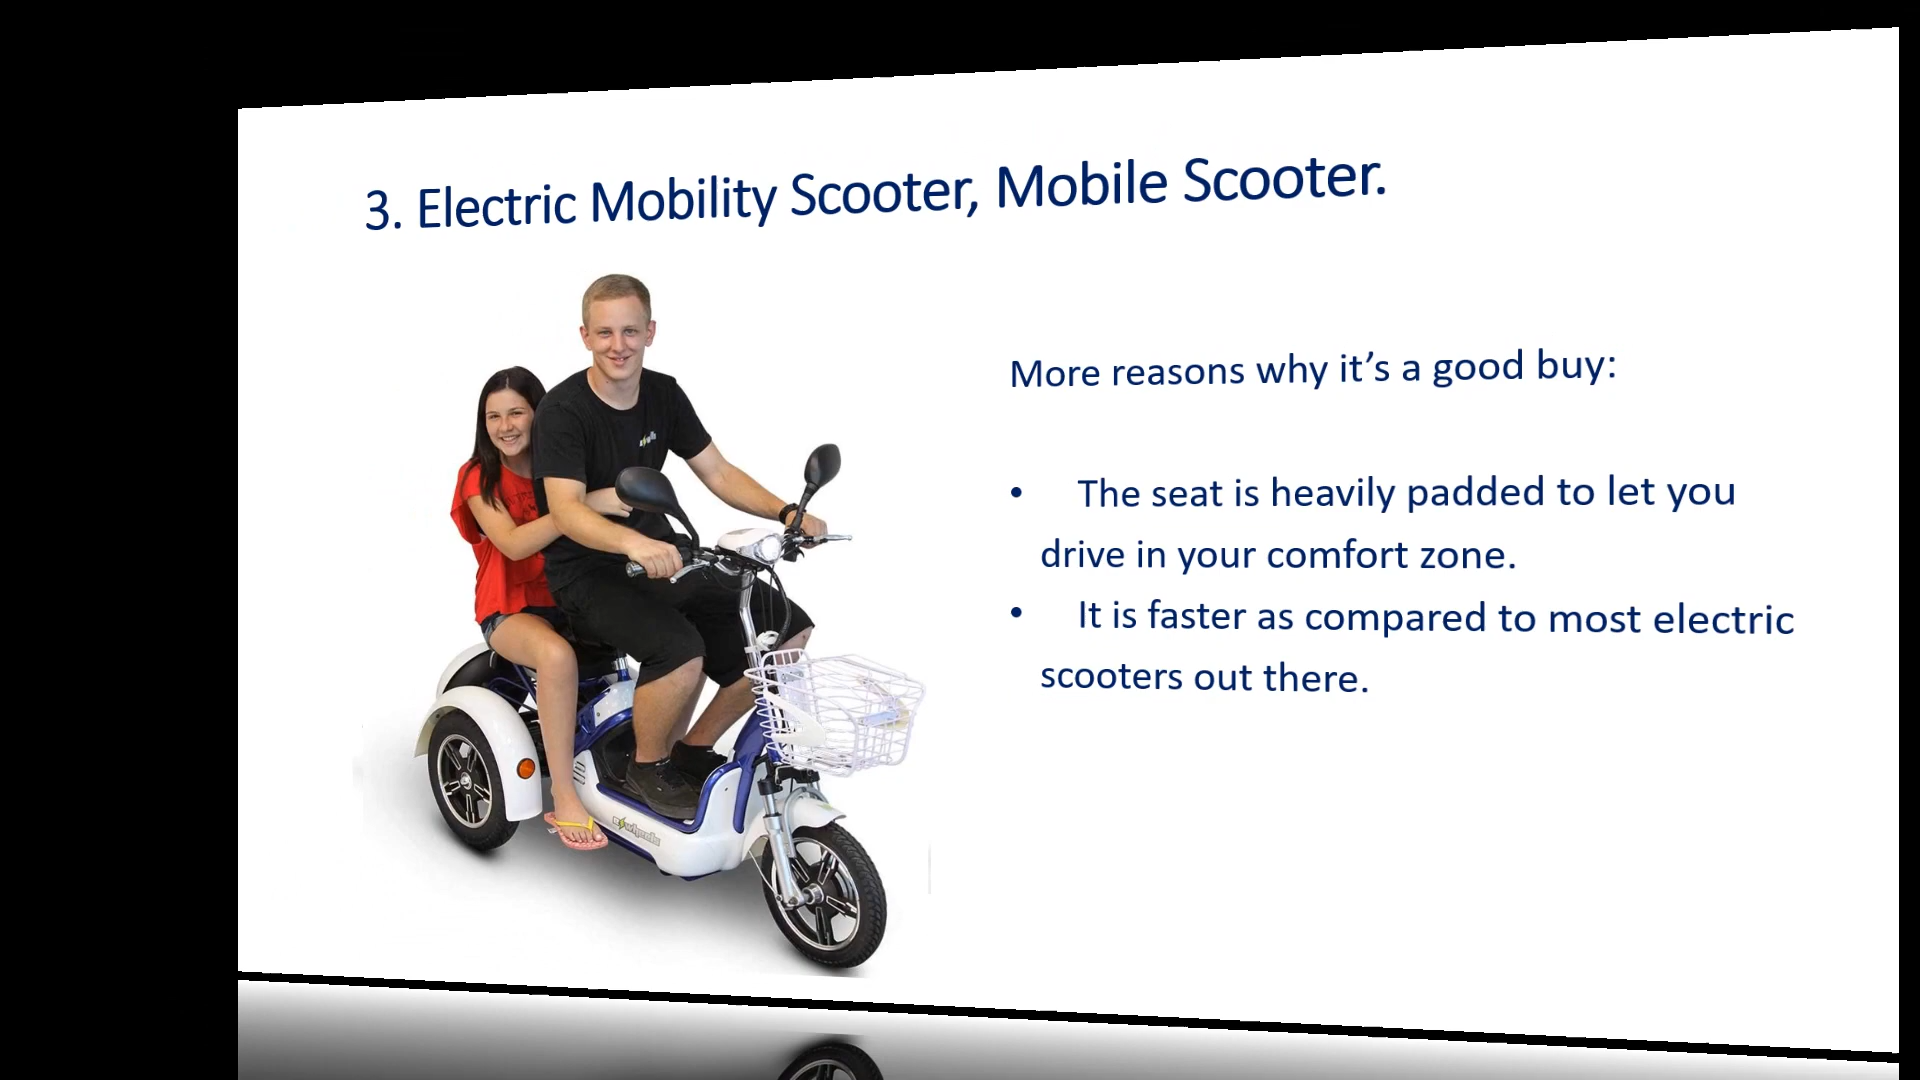 3. Electric Mobility Scooter, Mobile Scooter.
More reasons why it's a good buy:
• The seat is heavily padded to let you
drive in your comfort zone.
• It is faster as compared to most electric
scooters out there.